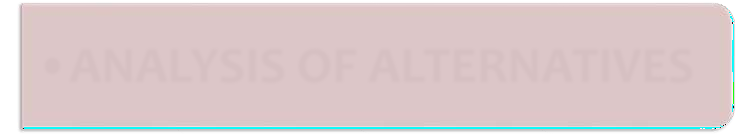 • ANALYSIS OF ALTERNATIVES